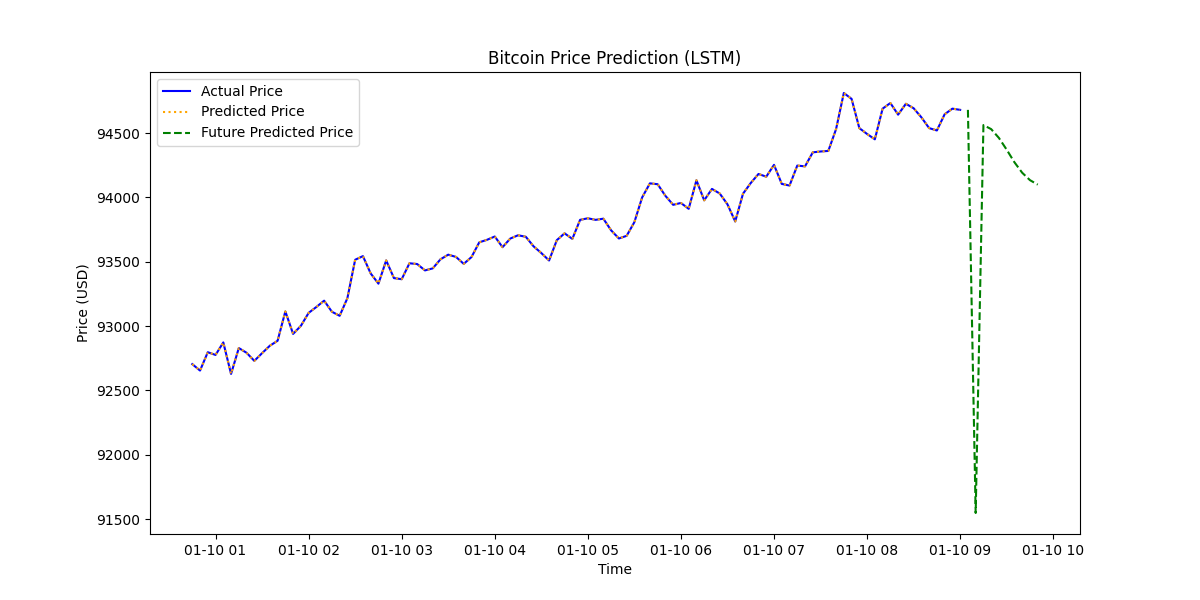 Bitcoin Price Prediction (LSTM)
Actual Price
Predicted Price
Future Predicted Price
Price (USD)
94500
94000
93500
93000
92500
92000
91500
01-10 01 01-10 02 01-10 03 01-10 04 01-10 05 01-10 06 01-10 07 01-10 08 01-10 09 01-10 10
Time